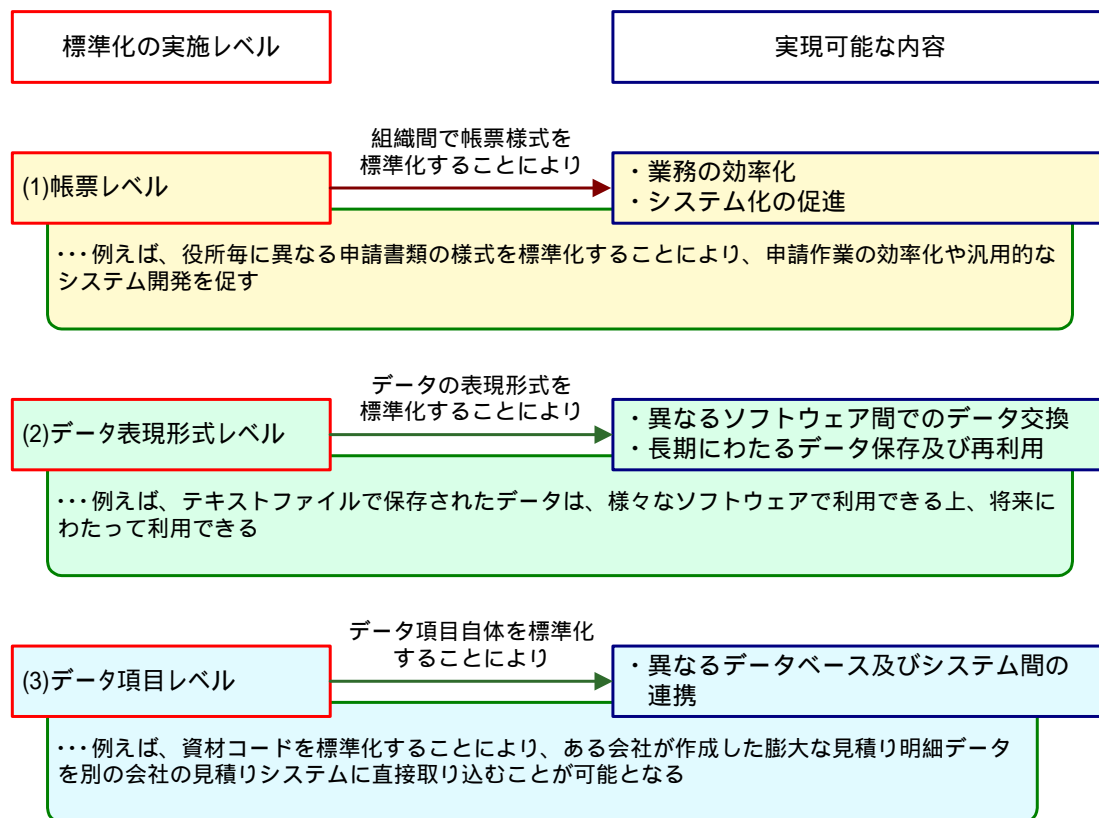 標準化の実施レベル
実現可能な内容
組織間で帳票様式を
標準化することにより
(1)帳票レベル
・業務の効率化
・システム化の促進
･･･例えば、役所毎に異なる申請書類の様式を標準化することにより、申請作業の効率化や汎用的な
システム開発を促す
データの表現形式を
標準化することにより
(2)データ表現形式レベル
・異なるソフトウェア間でのデータ交換
・長期にわたるデータ保存及び再利用
･･･例えば、テキストファイルで保存されたデータは、様々なソフトウェアで利用できる上、将来に
わたって利用できる
データ項目自体を標準化
することにより
(3)データ項目レベル
・異なるデータベース及びシステム間の
連携
･･･例えば、資材コードを標準化することにより、ある会社が作成した膨大な見積り明細データ
を別の会社の見積りシステムに直接取り込むことが可能となる